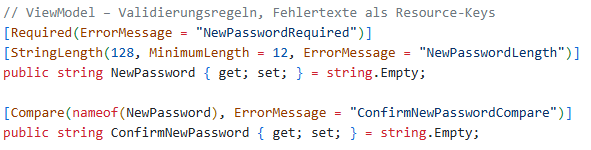 // ViewModel – Validierungsregeln, Fehlertexte als Resource-Keys
[Required(ErrorMessage = "NewPasswordRequired")]
[StringLength(128, MinimumLength = 12, ErrorMessage = "NewPasswordLength")]
public string NewPassword { get; set; } = string.Empty;

[Compare(nameof(NewPassword), ErrorMessage = "ConfirmNewPasswordCompare")]
public string ConfirmNewPassword { get; set; } = string.Empty;